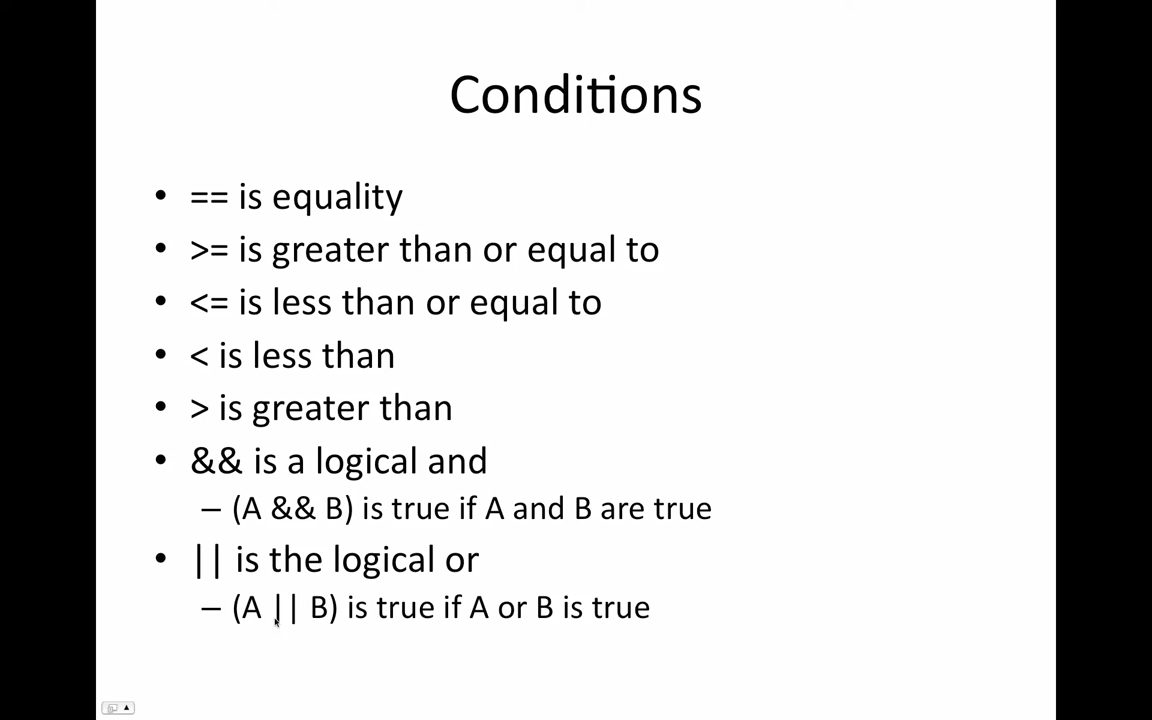 Conditions
• == is equality
• >= is greater than or equal to
• <= is less than or equal to
• < is less than
• > is greater than
• && is a logical and
– (A && B) is true if A and B are true
• || is the logical or
– (A || B) is true if A or B is true